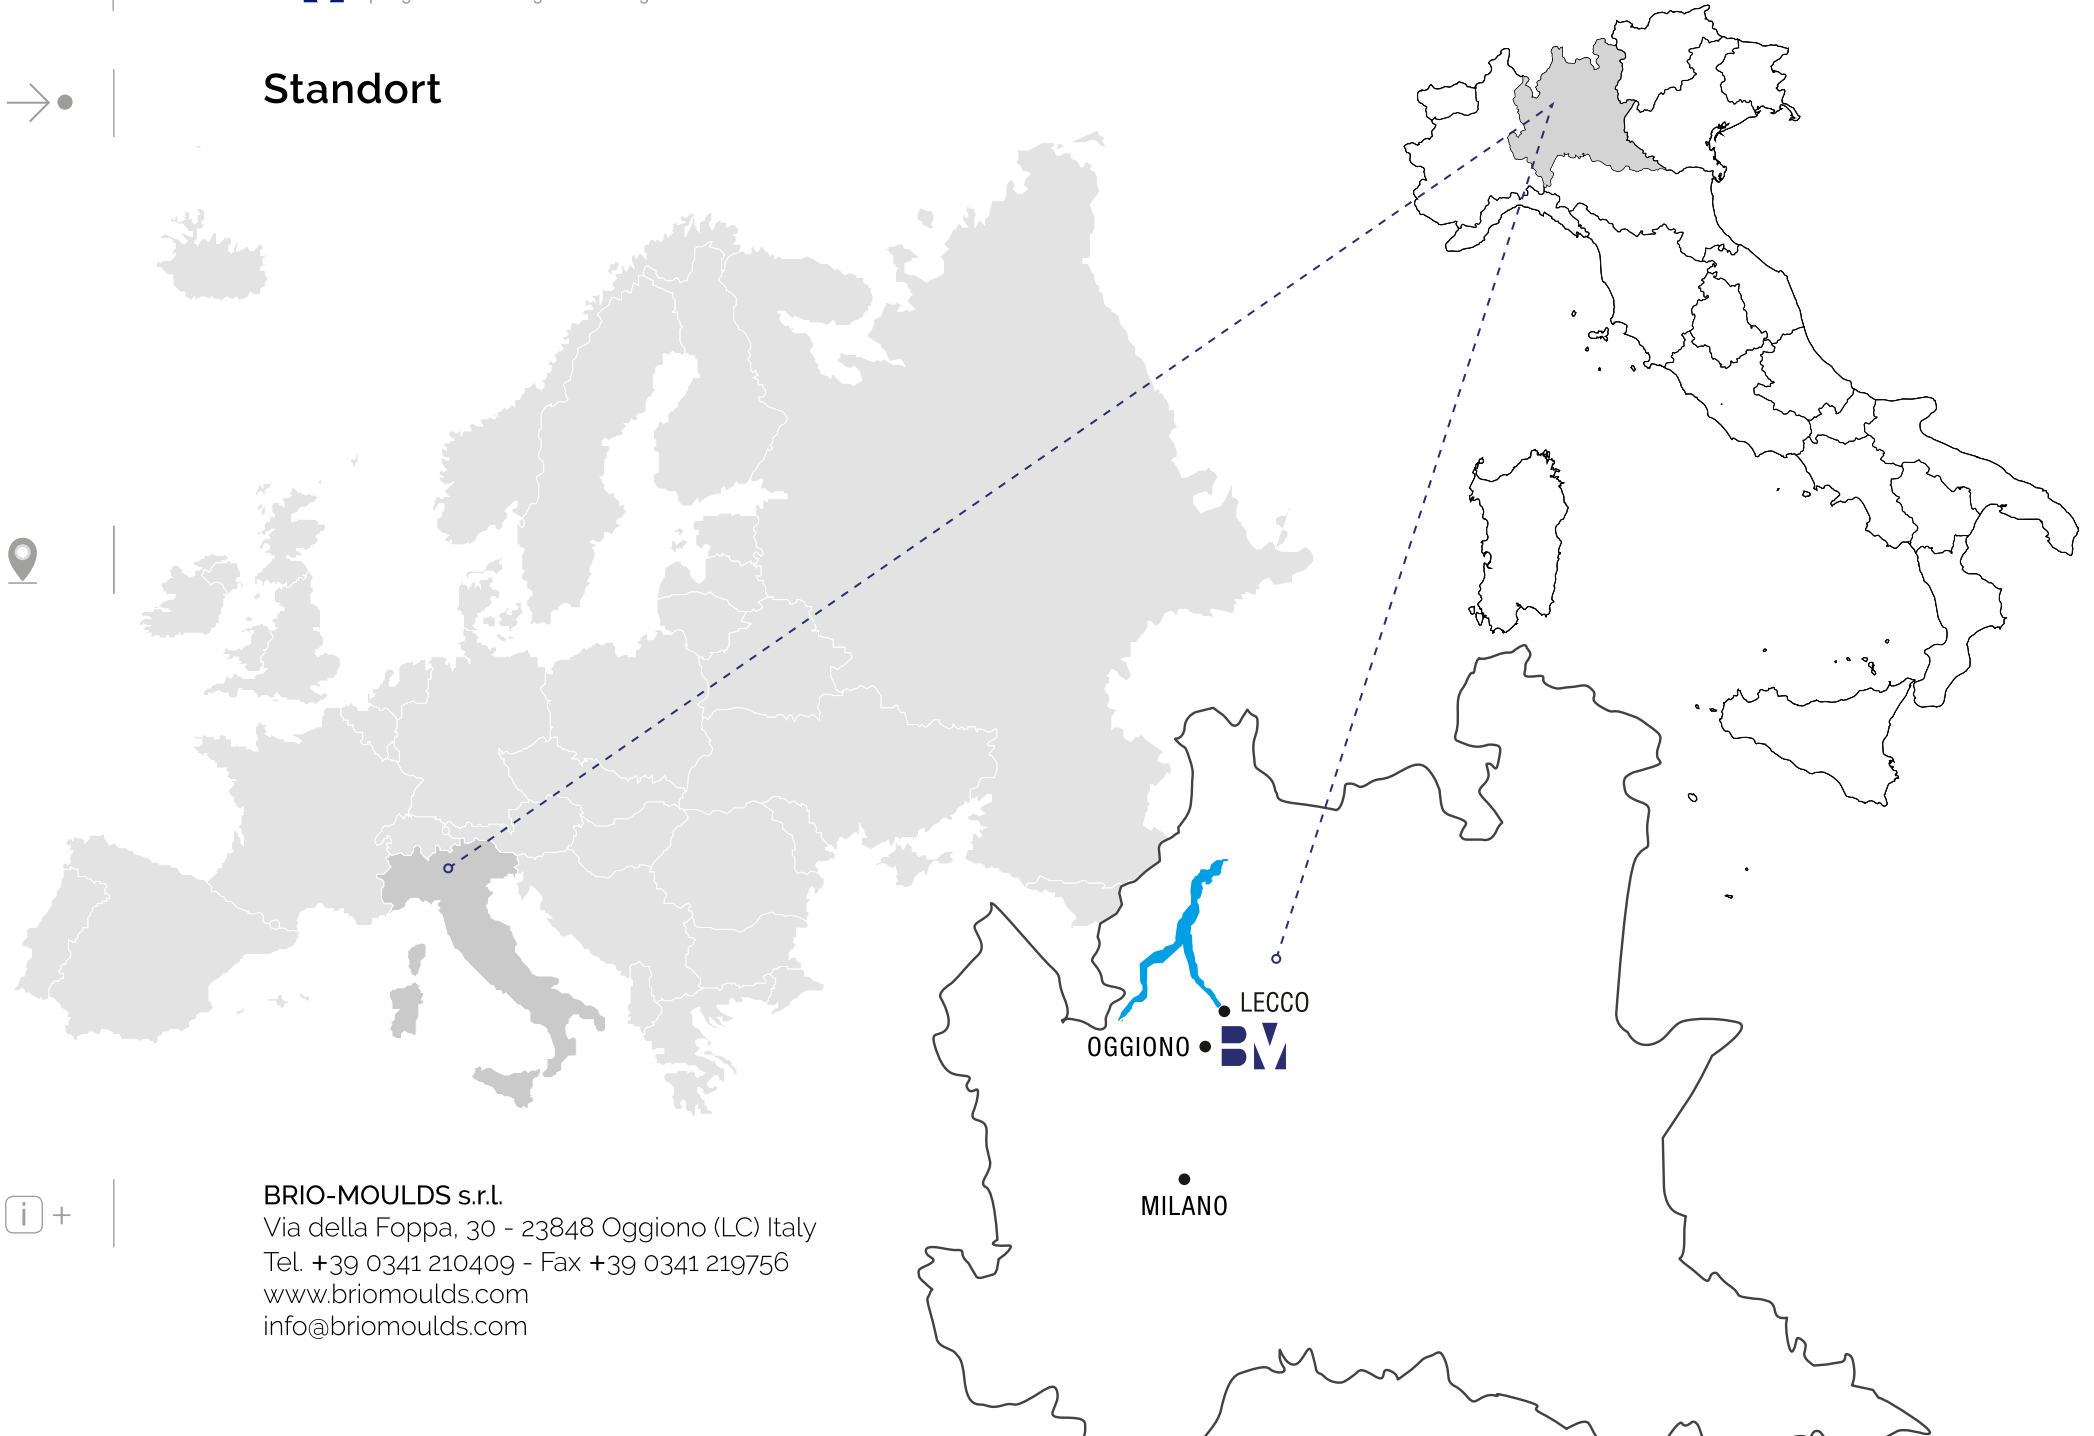 Standort
LECCO
OGGIONO
BM
MILANO
BRIO-MOULDS s.r.l.
Via della Foppa, 30 - 23848 Oggiono (LC) Italy
Tel. +39 0341 210409 - Fax +39 0341 219756
www.briomoulds.com
info@briomoulds.com